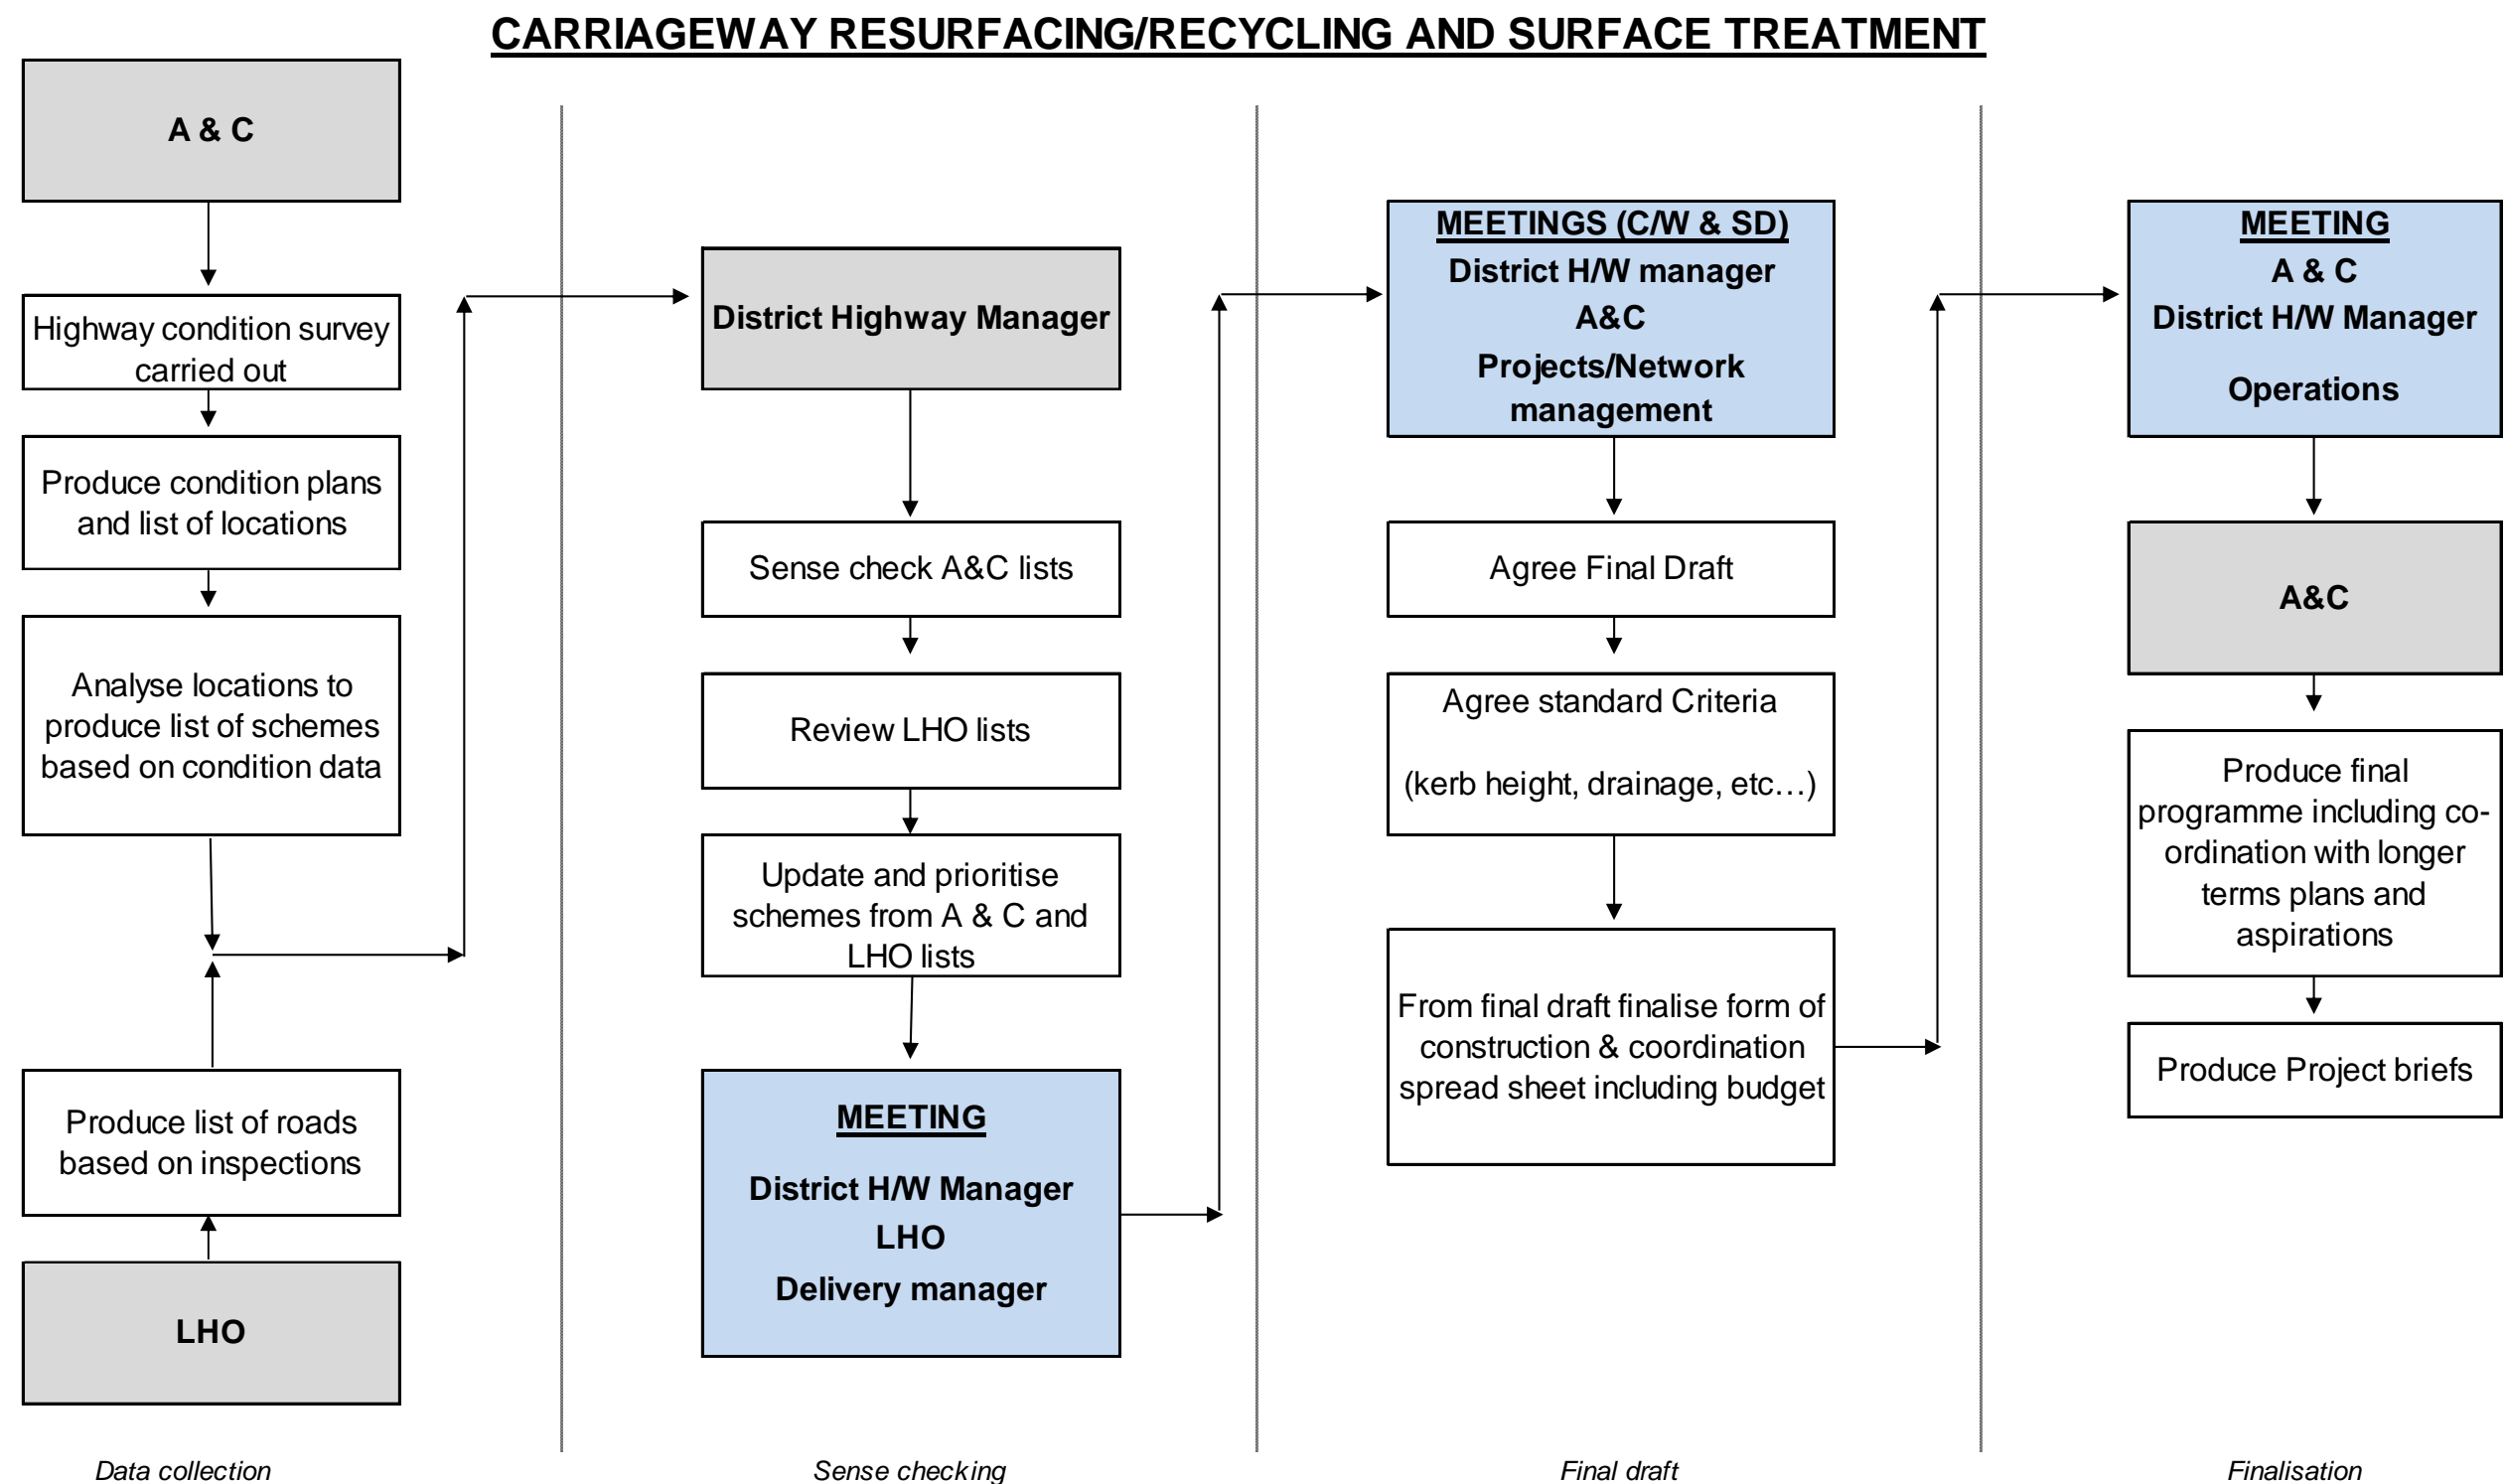 CARRIAGEWAY RESURFACING/RECYCLING AND SURFACE TREATMENT
A & C
Highway condition survey
carried out
Produce condition plans
and list of locations
Analyse locations to
produce list of schemes
based on condition data
Produce list of roads
based on inspections
LHO
Data collection
District Highway Manager
Sense check A&C lists
Review LHO lists
Update and prioritise
schemes from A & C and
LHO lists
MEETING
District H/W Manager
LHO
Delivery manager
Sense checking
MEETINGS (C/W & SD)
District H/W manager
A&C
Projects/Network
management
Agree Final Draft
Agree standard Criteria
(kerb height, drainage, etc…)
From final draft finalise form of
construction & coordination
spread sheet including budget
Final draft
MEETING
A & C
District H/W Manager
Operations
A&C
Produce final
programme including co-
ordination with longer
terms plans and
aspirations
Produce Project briefs
Finalisation